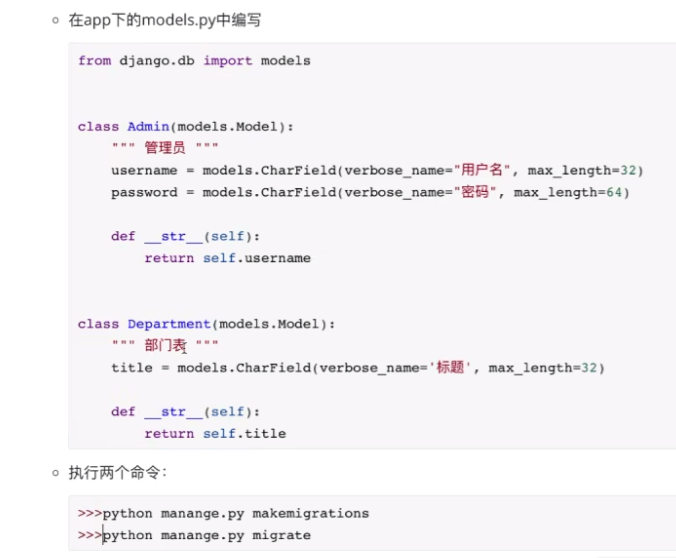 在app下的models.py中编写
from django.db import models
class Admin(models.Model):
""" 管理员 """
username = models.CharField(verbose_name="用户名", max_length=32)
password = models.CharField(verbose_name="密码", max_length=64)
def __str__(self):
return self.username
class Department(models.Model):
""" 部门表 """
title = models.CharField(verbose_name='标题', max_length=32)
def __str__(self):
return self.title
执行两个命令：
>>>python manange.py makemigrations
>>>python manange.py migrate